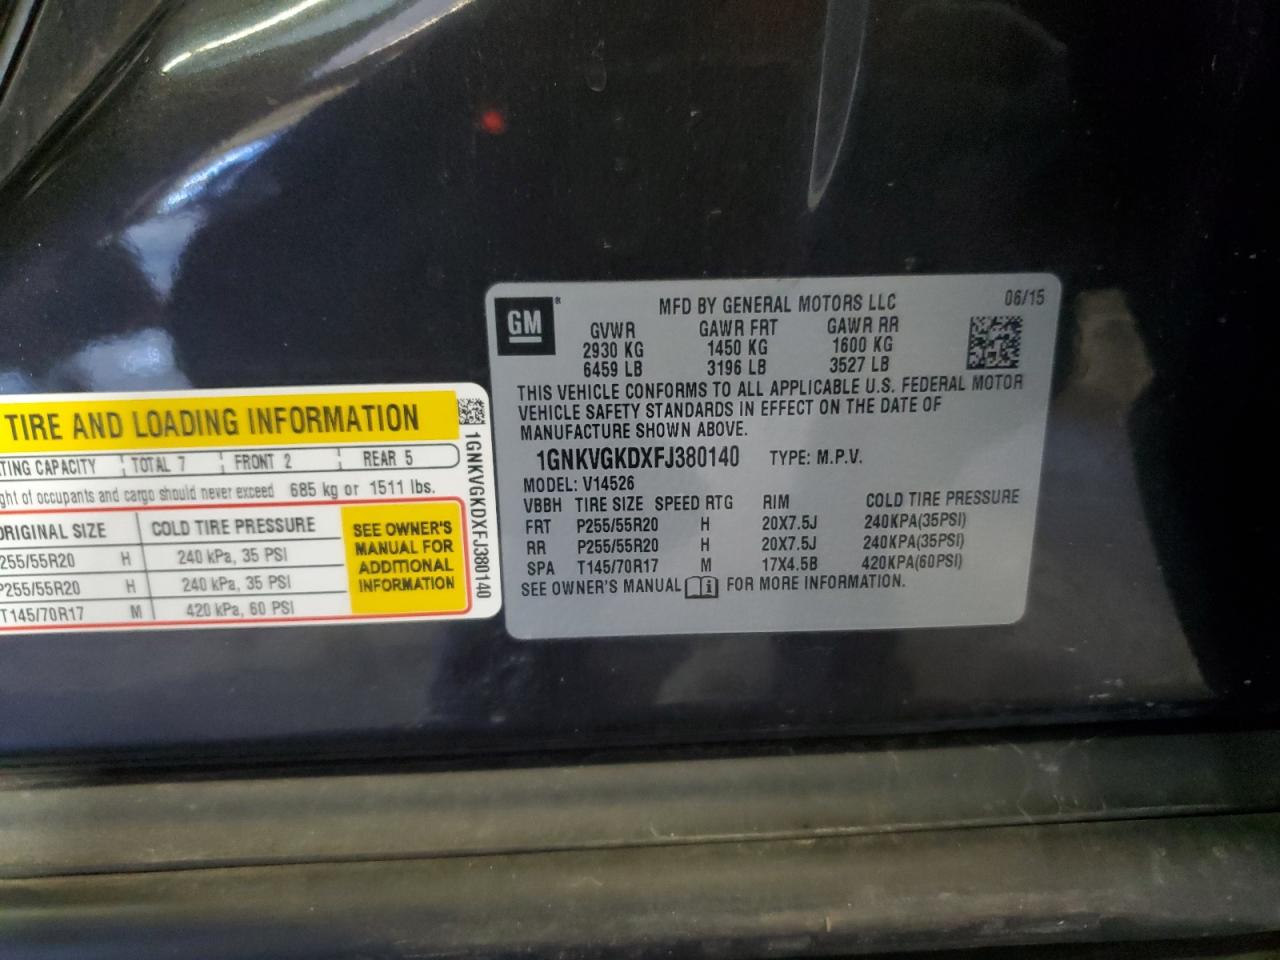 TIRE AND LOADING INFORMATION
TOTAL 7 FRONT 2 REAR 5
CAPACITY
of occupants and cargo should never exceed 685 kg or 1511 lbs.
SIZE COLD TIRE PRESSURE
255/55R20 H 240 kPa, 35 PSI
P255/55R20 H 240 kPa, 35 PSI
T145/70R17 M 420 kPa, 60 PSI
SEE OWNER'S
MANUAL FOR
ADDITIONAL
INFORMATION
1GNKVGKDXFJ380140
GM®
MFD BY GENERAL MOTORS LLC 06/15
GVWR GAWR FRT GAWR RR
2930 KG 1450 KG 1600 KG
6459 LB 3196 LB 3527 LB
THIS VEHICLE CONFORMS TO ALL APPLICABLE U.S. FEDERAL MOTOR
VEHICLE SAFETY STANDARDS IN EFFECT ON THE DATE OF
MANUFACTURE SHOWN ABOVE.
1GNKVGKDXFJ380140 TYPE: M.P.V.
MODEL: V14526
VBBH TIRE SIZE SPEED RTG RIM COLD TIRE PRESSURE
FRT P255/55R20 H 20X7.5J 240KPA(35PSI)
RR P255/55R20 H 20X7.5J 240KPA(35PSI)
SPA T145/70R17 M 17X4.5B 420KPA(60PSI)
SEE OWNER'S MANUAL FOR MORE INFORMATION.